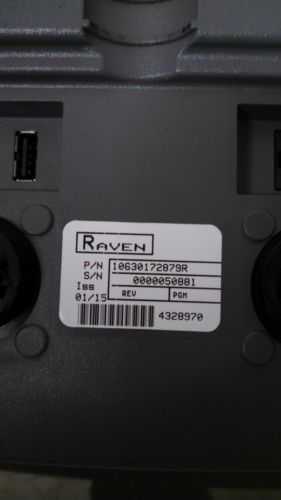 RAVEN
P/N 10630172879R
S/N 0000050881
Iss
01/15 REV PGM
4328970